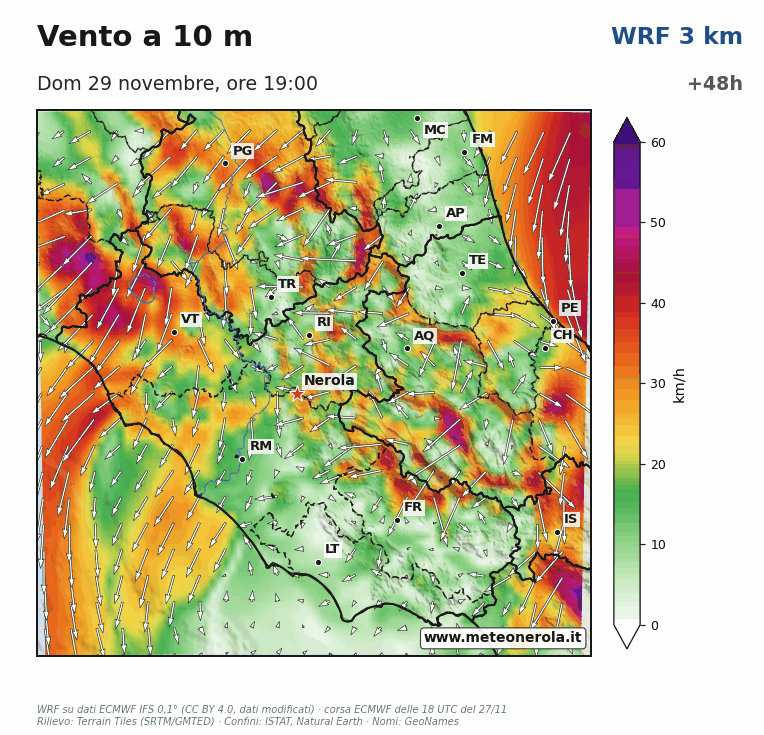 Vento a 10 m
WRF 3 km
Dom 29 novembre, ore 19:00
+48h
MC
FM
PG
AP
TE
TR
PE
VT
RI
AQ
CH
Nerola
RM
FR
IS
LT
www.meteonerola.it
60
50
40
30
20
10
0
km/h
WRF su dati ECMWF IFS 0,1° (CC BY 4.0, dati modificati) · corsa ECMWF delle 18 UTC del 27/11
Rilievo: Terrain Tiles (SRTM/GMTED) · Confini: ISTAT, Natural Earth · Nomi: GeoNames